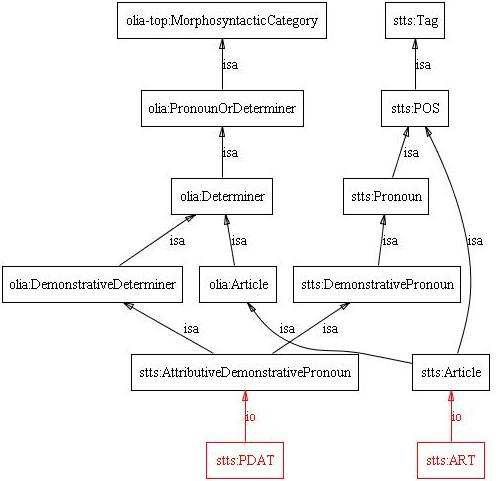 olia-top:MorphosyntacticCategory stts:Tag
isa isa
olia:PronounOrDeterminer stts:POS
isa isa
olia:Determiner stts:Pronoun isa
isa isa isa
olia:DemonstrativeDeterminer olia:Article stts:DemonstrativePronoun
isa isa isa
stts:AttributiveDemonstrativePronoun stts:Article
io io
stts:PDAT stts:ART